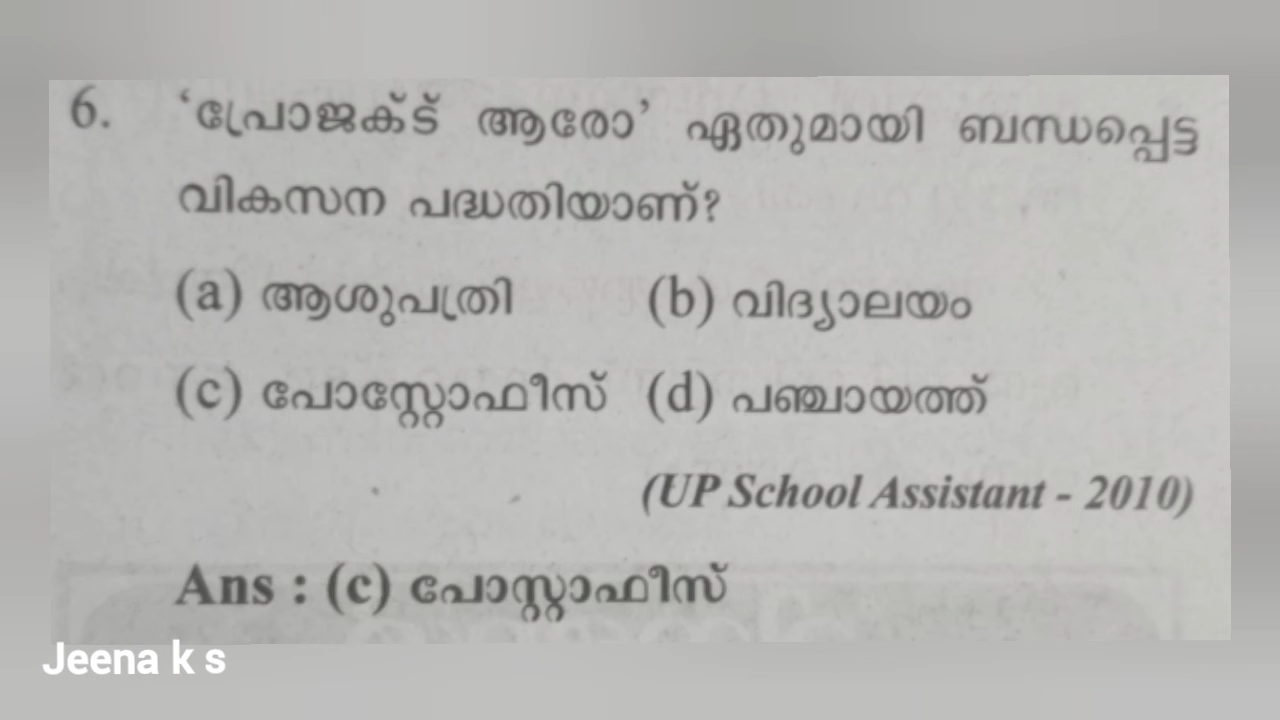 6. ‘പ്രോജക്ട് ആരോ’ ഏതുമായി ബന്ധപ്പെട്ട
വികസന പദ്ധതിയാണ്?
(a) ആശുപത്രി (b) വിദ്യാലയം
(c) പോസ്റ്റോഫീസ് (d) പഞ്ചായത്ത്
(UP School Assistant - 2010)
Ans : (c) പോസ്റ്റാഫീസ്
Jeena k s